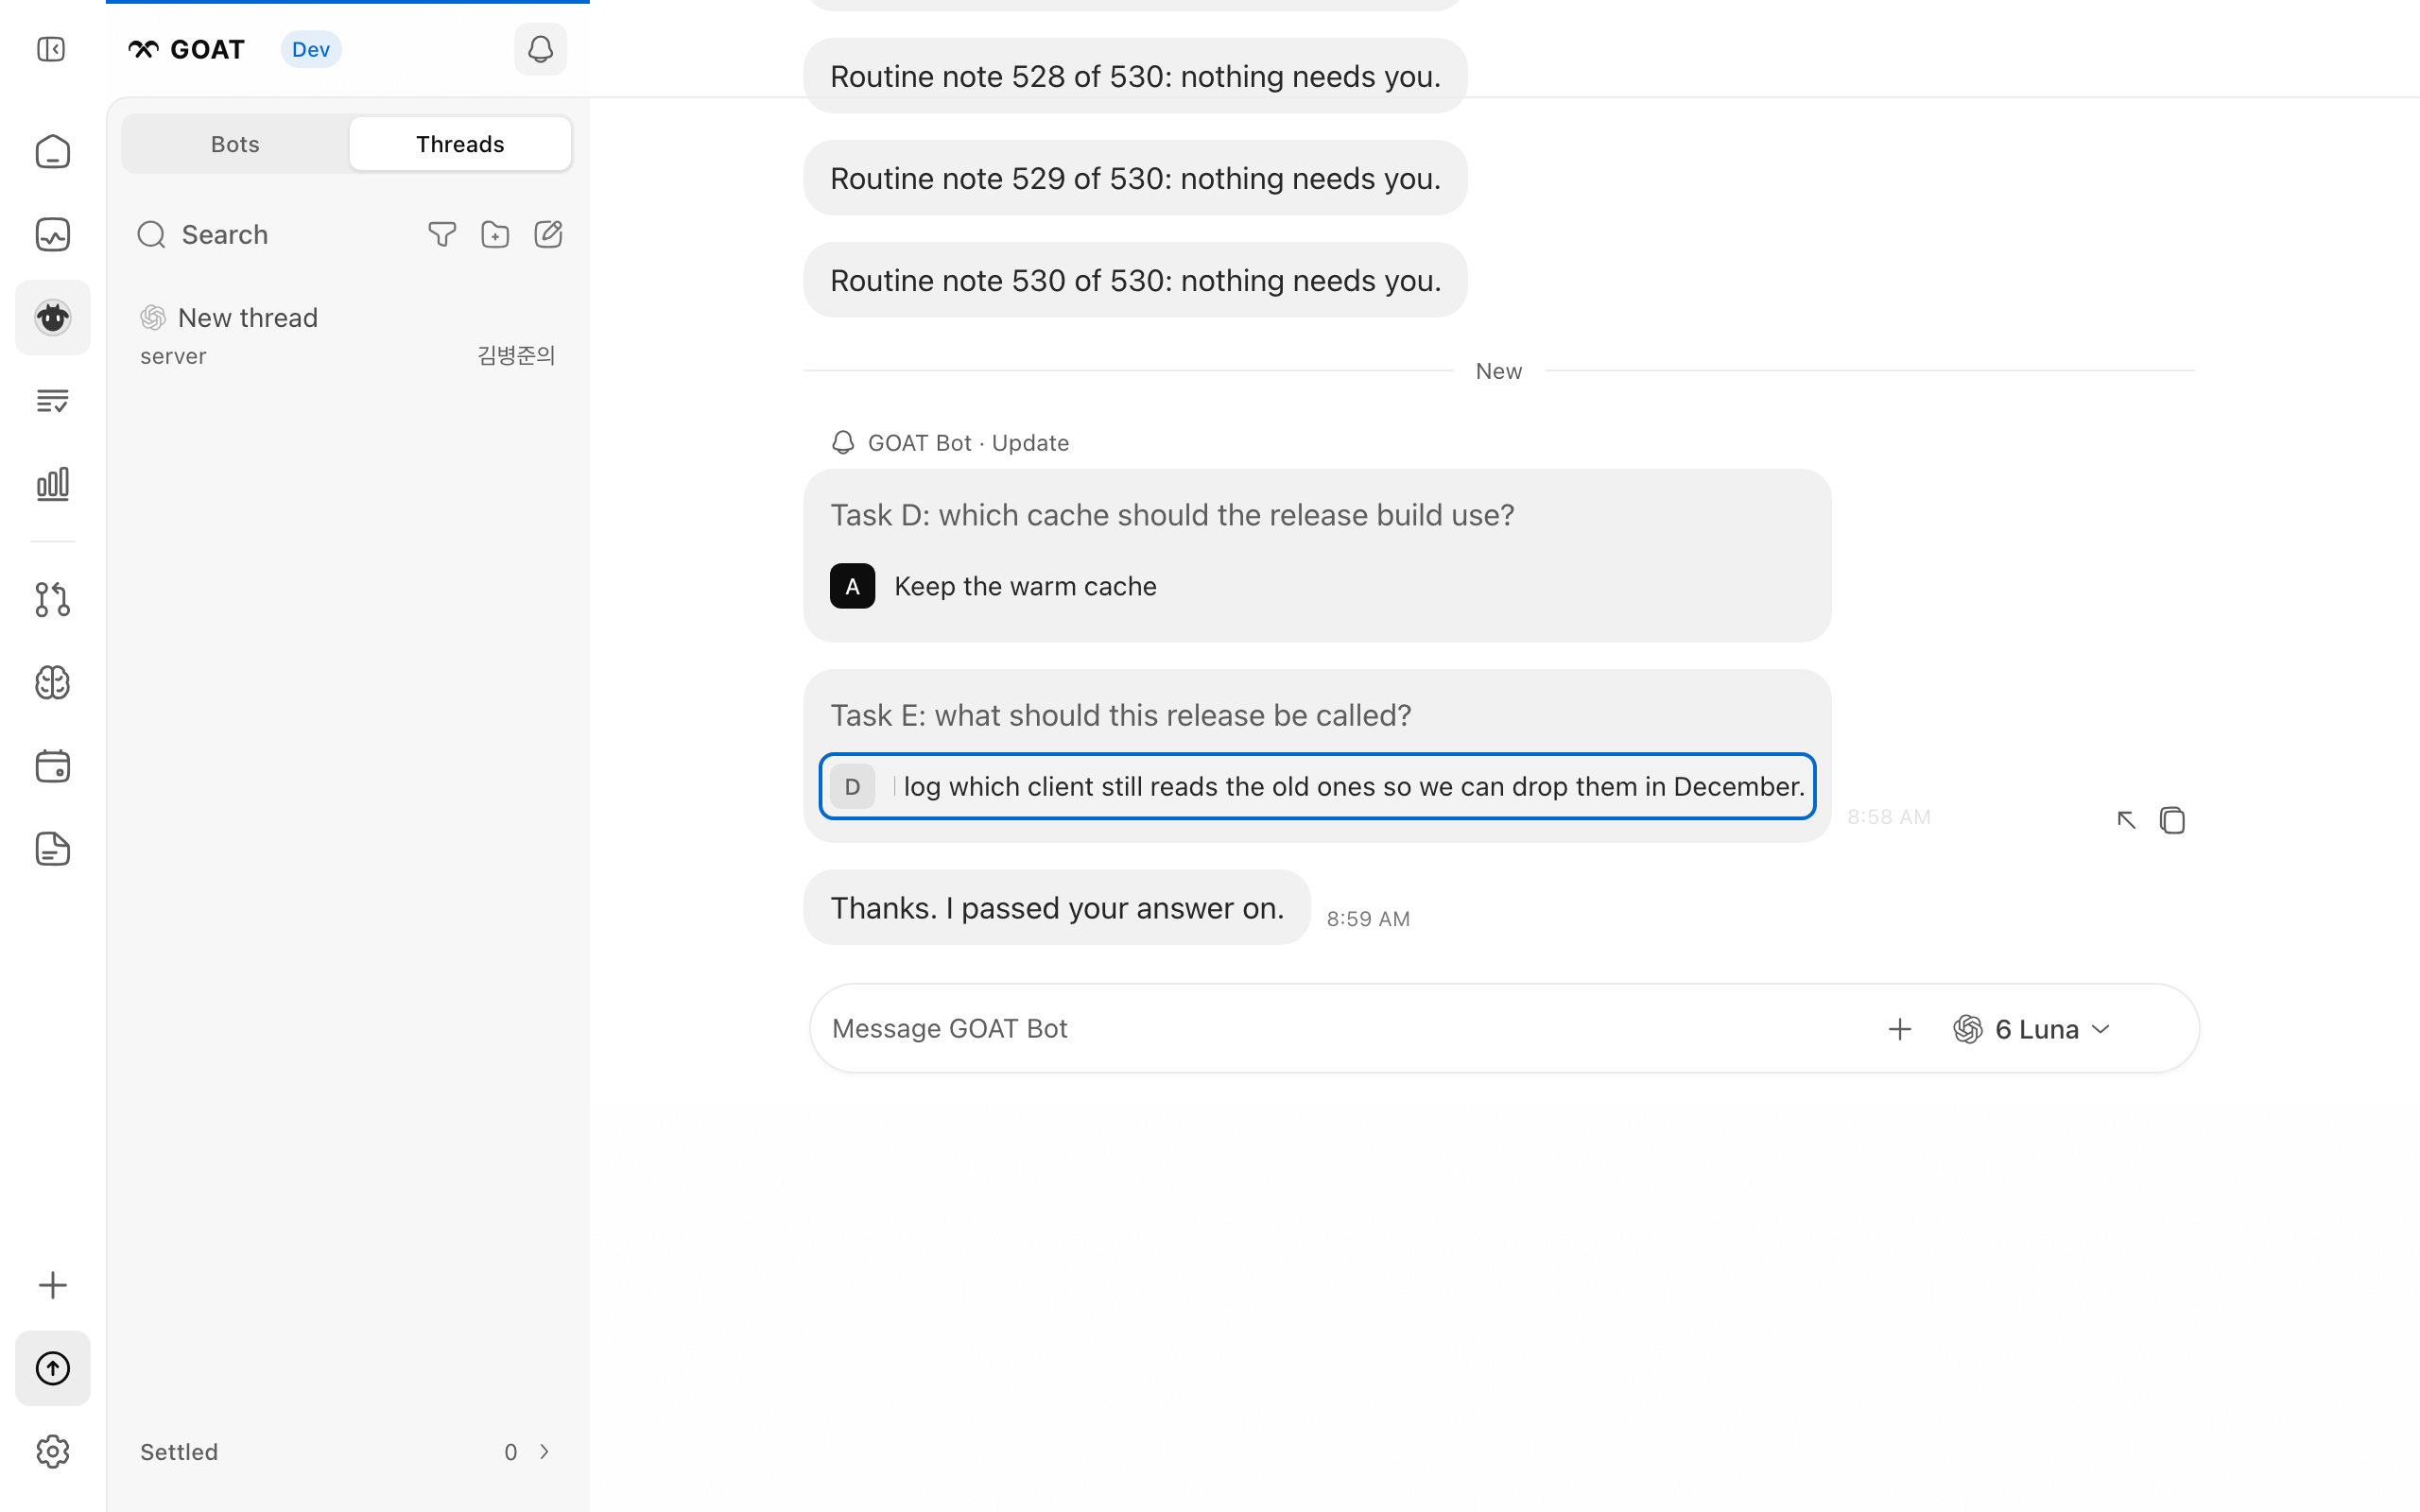 GOAT
Dev
Bots
Threads
Search
New thread
server
김병준의
Settled
0
Routine note 528 of 530: nothing needs you.
Routine note 529 of 530: nothing needs you.
Routine note 530 of 530: nothing needs you.
New
GOAT Bot · Update
Task D: which cache should the release build use?
A Keep the warm cache
Task E: what should this release be called?
D log which client still reads the old ones so we can drop them in December.
8:58 AM
Thanks. I passed your answer on.
8:59 AM
Message GOAT Bot
6 Luna